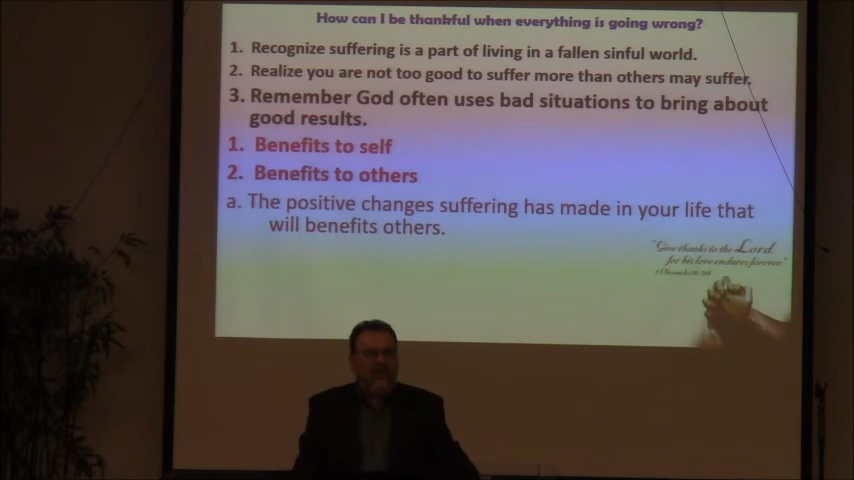 How can I be thankful when everything is going wrong?
1. Recognize suffering is a part of living in a fallen sinful world.
2. Realize you are not too good to suffer more than others may suffer.
3. Remember God often uses bad situations to bring about
good results.
1. Benefits to self
2. Benefits to others
a. The positive changes suffering has made in your life that
will benefits others.
"Give thanks to the Lord,
for his love endures forever."